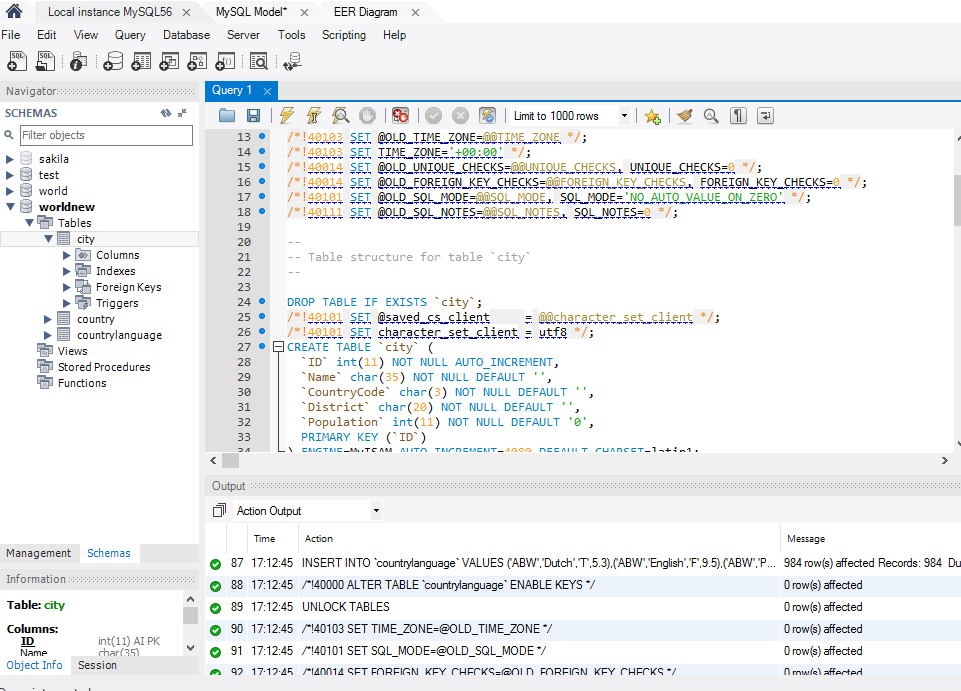 Local instance MySQL56 ×
MySQL Model* ×
EER Diagram ×
File Edit View Query Database Server Tools Scripting Help
Navigator
SCHEMAS
Filter objects
sakila
test
world
worldnew
Tables
city
Columns
Indexes
Foreign Keys
Triggers
country
countrylanguage
Views
Stored Procedures
Functions
Management Schemas
Information
Table: city
Columns:
ID int(11) AI PK
Name char(35)
Object Info Session
Query 1 ×
Limit to 1000 rows
13 /*!40103 SET @OLD_TIME_ZONE=@@TIME_ZONE */;
14 /*!40103 SET TIME_ZONE='+00:00' */;
15 /*!40014 SET @OLD_UNIQUE_CHECKS=@@UNIQUE_CHECKS, UNIQUE_CHECKS=0 */;
16 /*!40014 SET @OLD_FOREIGN_KEY_CHECKS=@@FOREIGN_KEY_CHECKS, FOREIGN_KEY_CHECKS=0 */;
17 /*!40101 SET @OLD_SQL_MODE=@@SQL_MODE, SQL_MODE='NO_AUTO_VALUE_ON_ZERO' */;
18 /*!40111 SET @OLD_SQL_NOTES=@@SQL_NOTES, SQL_NOTES=0 */;
19
20 --
21 -- Table structure for table `city`
22 --
23
24 DROP TABLE IF EXISTS `city`;
25 /*!40101 SET @saved_cs_client     = @@character_set_client */;
26 /*!40101 SET character_set_client = utf8 */;
27 CREATE TABLE `city` (
28 `ID` int(11) NOT NULL AUTO_INCREMENT,
29 `Name` char(35) NOT NULL DEFAULT '',
30 `CountryCode` char(3) NOT NULL DEFAULT '',
31 `District` char(20) NOT NULL DEFAULT '',
32 `Population` int(11) NOT NULL DEFAULT '0',
33 PRIMARY KEY (`ID`)
34 ) ENGINE=MyISAM AUTO_INCREMENT=4080 DEFAULT CHARSET=latin1;
Output
Action Output
Time Action Message
87 17:12:45 INSERT INTO `countrylanguage` VALUES ('ABW','Dutch','T',5.3),('ABW','English','F',9.5),('ABW','P... 984 row(s) affected Records: 984 Du
88 17:12:45 /*!40000 ALTER TABLE `countrylanguage` ENABLE KEYS */ 0 row(s) affected
89 17:12:45 UNLOCK TABLES 0 row(s) affected
90 17:12:45 /*!40103 SET TIME_ZONE=@OLD_TIME_ZONE */ 0 row(s) affected
91 17:12:45 /*!40101 SET SQL_MODE=@OLD_SQL_MODE */ 0 row(s) affected
92 17:12:45 /*!40014 SET FOREIGN_KEY_CHECKS=@OLD_FOREIGN_KEY_CHECKS */ 0 row(s) affected